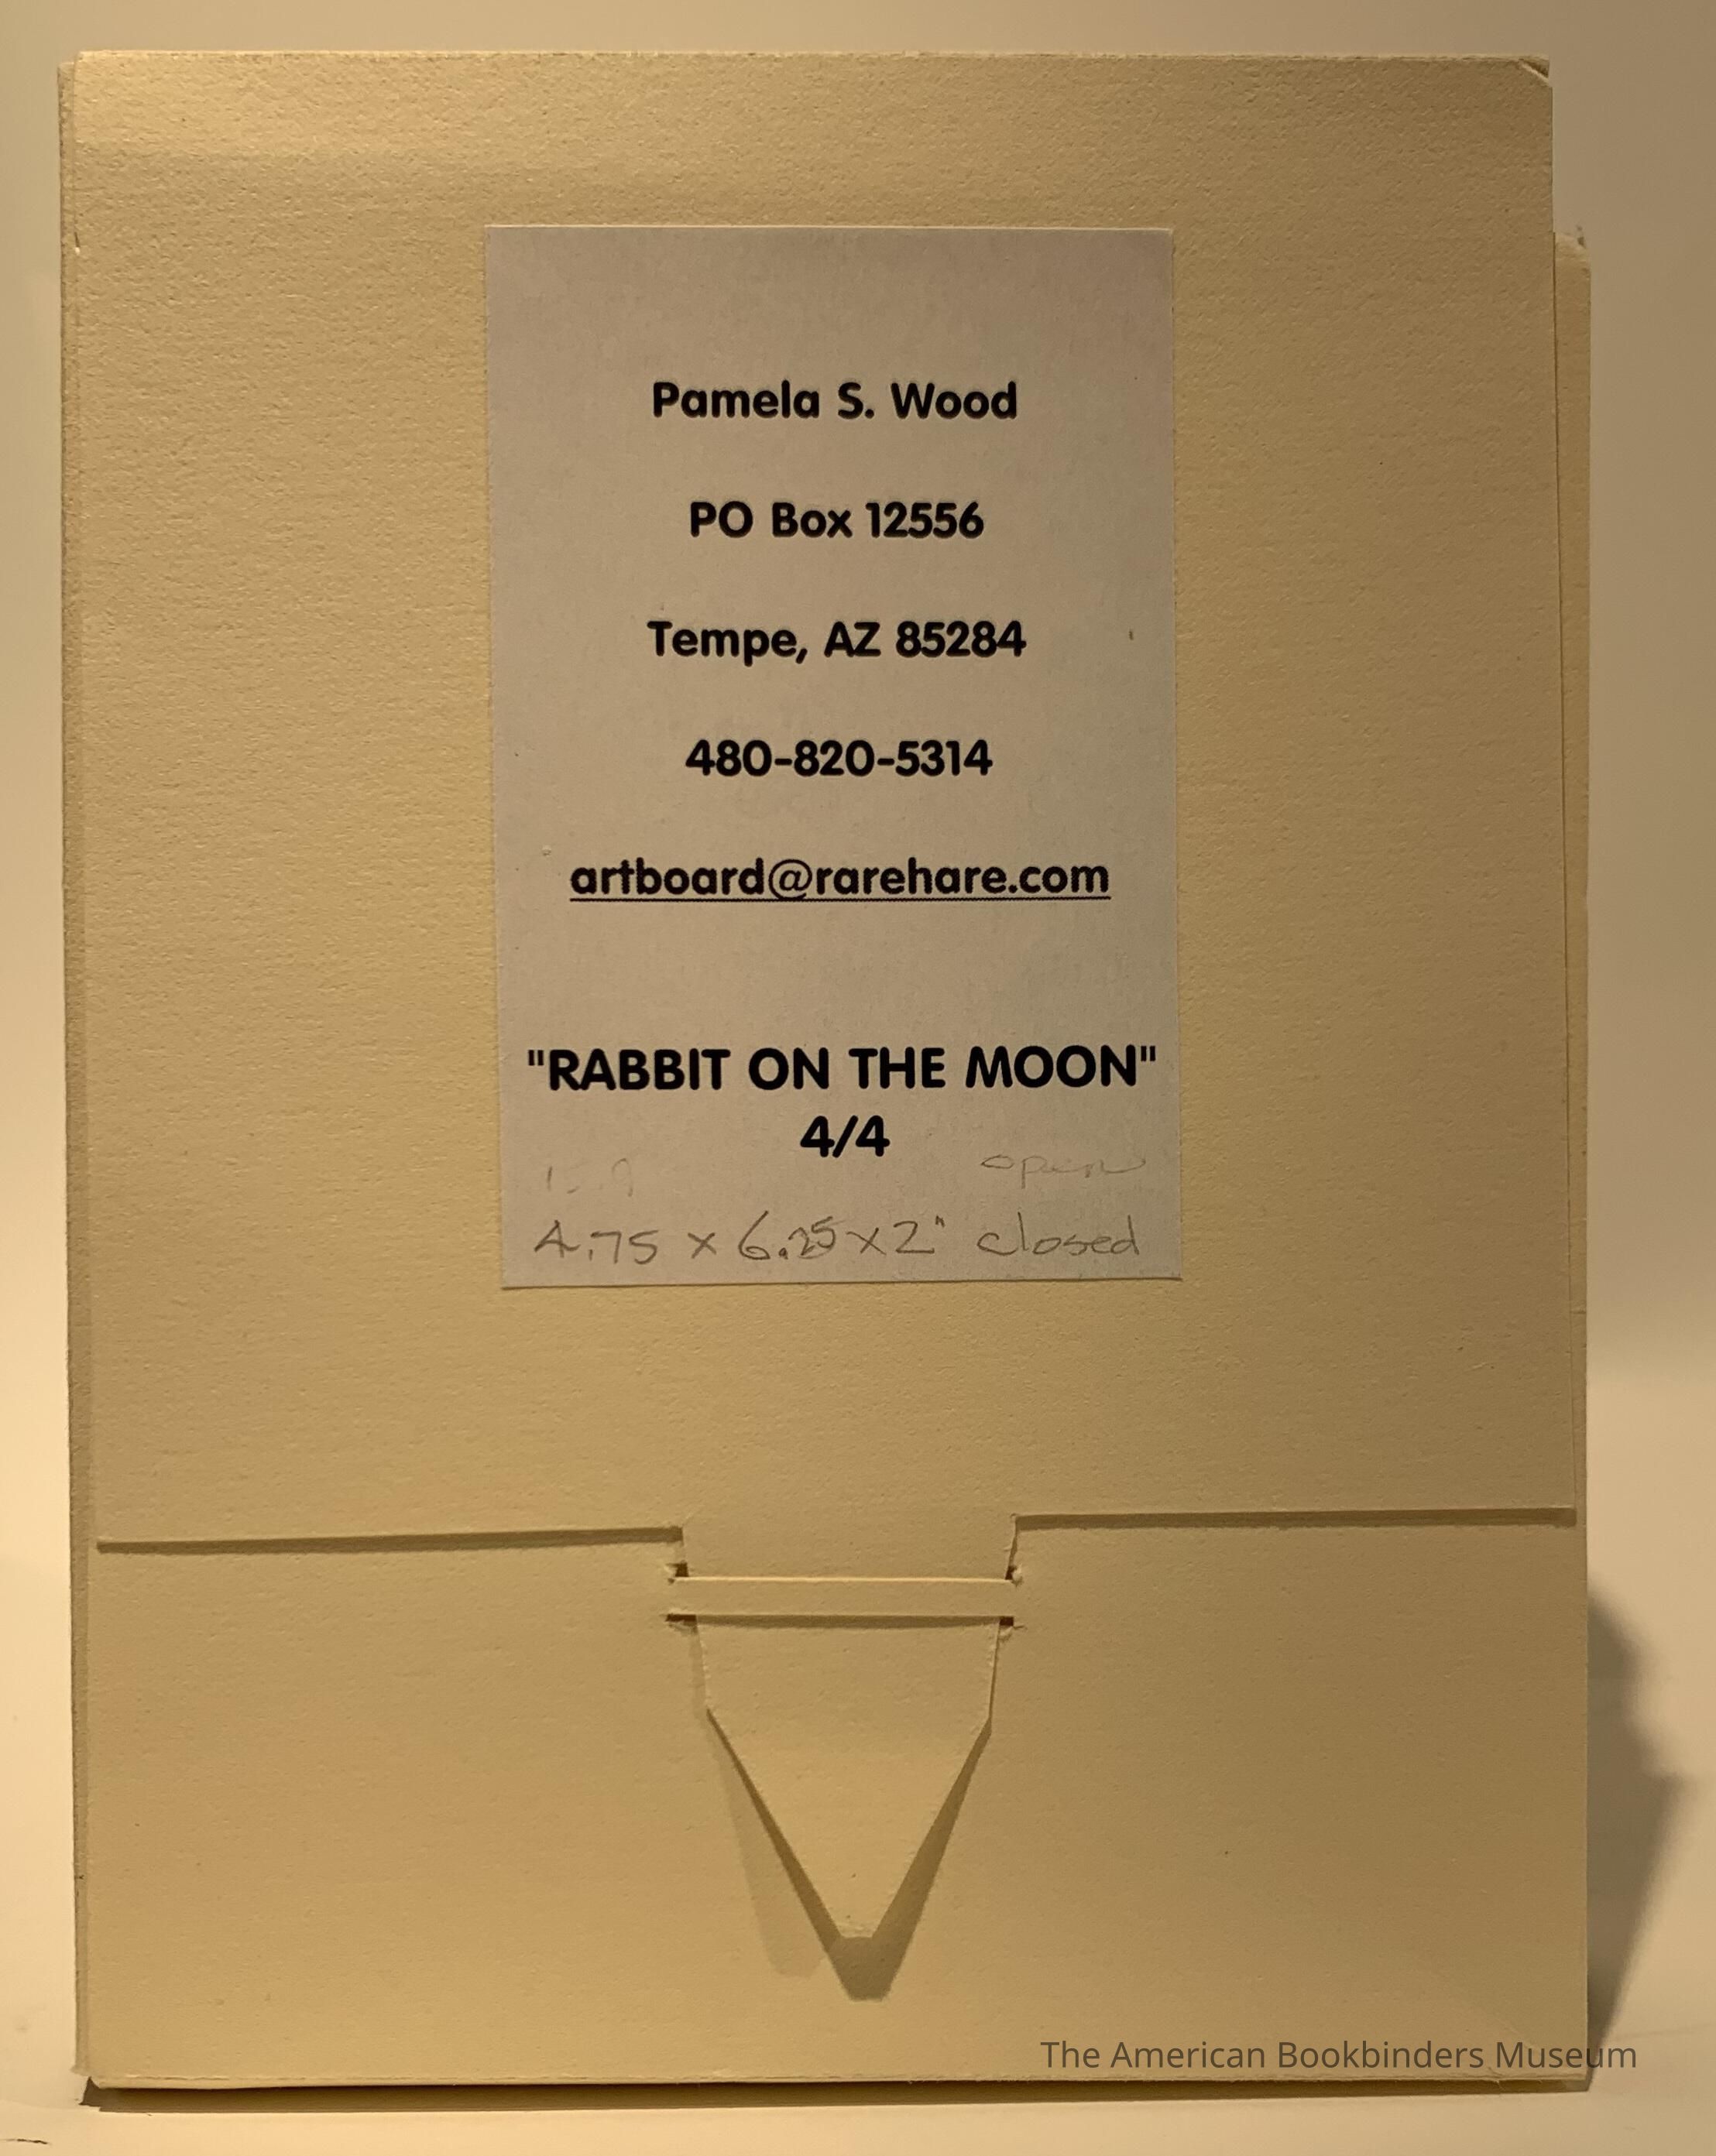 Pamela S. Wood
PO Box 12556
Tempe, AZ 85284
480-820-5314
artboard@rarehare.com
"RABBIT ON THE MOON"
4/4
open
4.75 x 6.25 x 2" closed
The American Bookbinders Museum